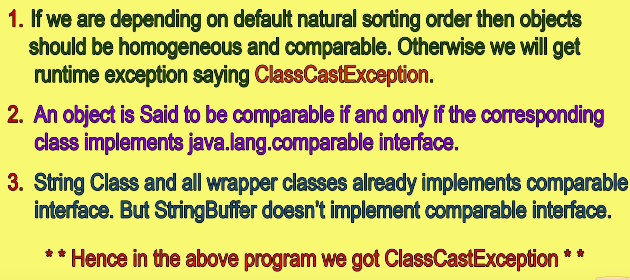 1. If we are depending on default natural sorting order then objects
should be homogeneous and comparable. Otherwise we will get
runtime exception saying ClassCastException.
2. An object is Said to be comparable if and only if the corresponding
class implements java.lang.comparable interface.
3. String Class and all wrapper classes already implements comparable
interface. But StringBuffer doesn't implement comparable interface.
** Hence in the above program we got ClassCastException **